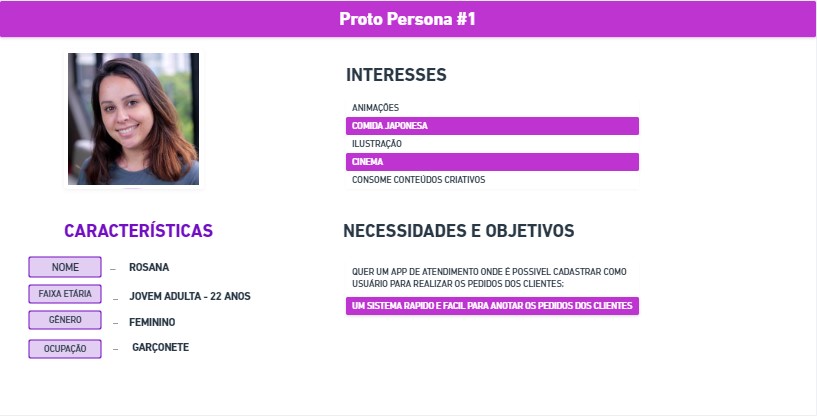 Proto Persona #1
INTERESSES
ANIMAÇÕES
COMIDA JAPONESA
ILUSTRAÇÃO
CINEMA
CONSOME CONTEÚDOS CRIATIVOS
CARACTERÍSTICAS
NOME ... ROSANA
FAIXA ETÁRIA ... JOVEM ADULTA - 22 ANOS
GÊNERO ... FEMININO
OCUPAÇÃO ... GARÇONETE
NECESSIDADES E OBJETIVOS
QUER UM APP DE ATENDIMENTO ONDE É POSSIVEL CADASTRAR COMO
USUÁRIO PARA REALIZAR OS PEDIDOS DOS CLIENTES:
UM SISTEMA RAPIDO E FACIL PARA ANOTAR OS PEDIDOS DOS CLIENTES